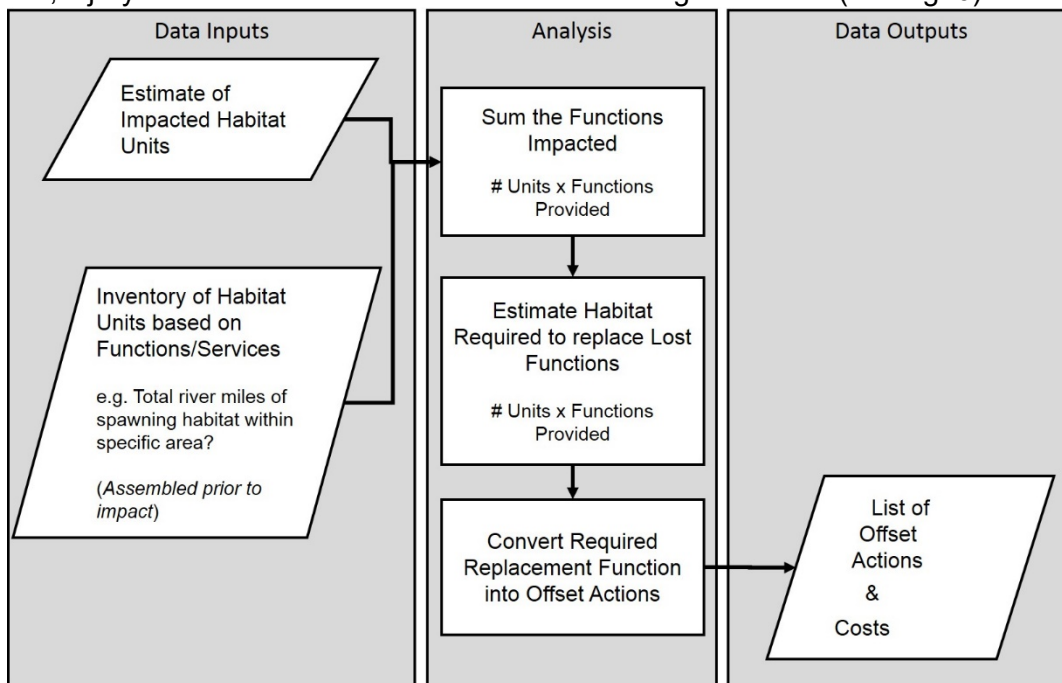 Data Inputs
Estimate of
Impacted Habitat
Units
Inventory of Habitat
Units based on
Functions/Services
e.g. Total river miles of
spawning habitat within
specific area?
(Assembled prior to
impact)
Analysis
Sum the Functions
Impacted
# Units x Functions
Provided
Estimate Habitat
Required to replace Lost
Functions
# Units x Functions
Provided
Convert Required
Replacement Function
into Offset Actions
Data Outputs
List of
Offset
Actions
&
Costs